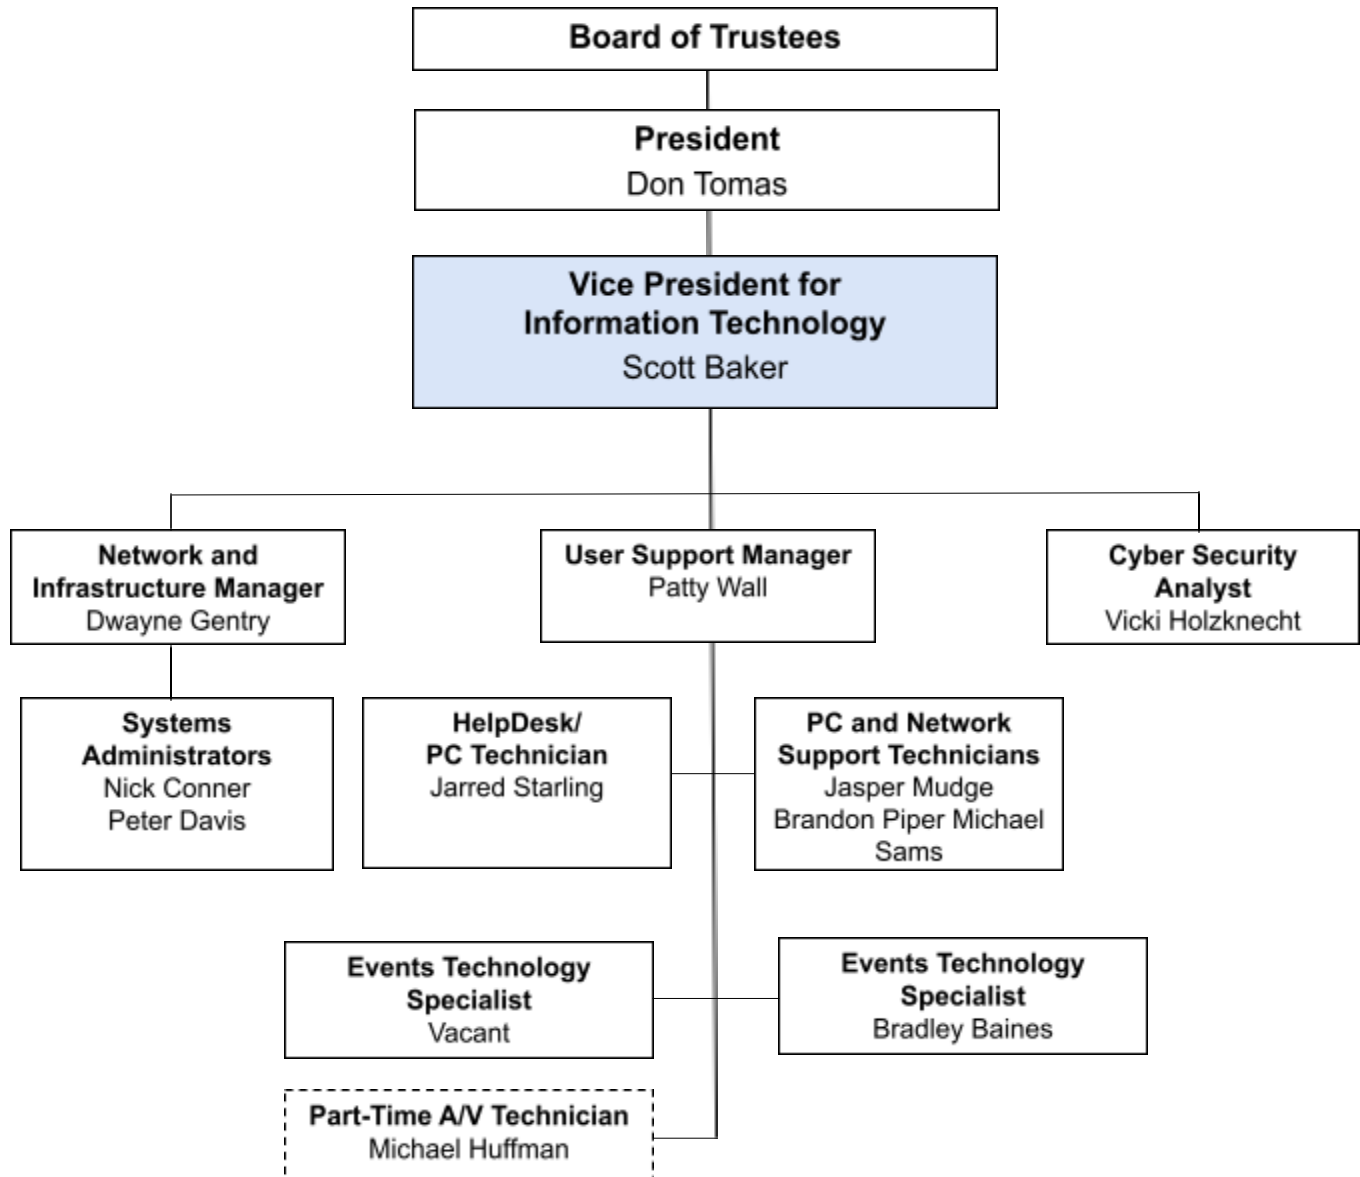 Board of Trustees
President
Don Tomas
Vice President for
Information Technology
Scott Baker
Network and
Infrastructure Manager
Dwayne Gentry
User Support Manager
Patty Wall
Cyber Security
Analyst
Vicki Holzknecht
Systems
Administrators
Nick Conner
Peter Davis
HelpDesk/
PC Technician
Jarred Starling
PC and Network
Support Technicians
Jasper Mudge
Brandon Piper Michael
Sams
Events Technology
Specialist
Vacant
Events Technology
Specialist
Bradley Baines
Part-Time A/V Technician
Michael Huffman